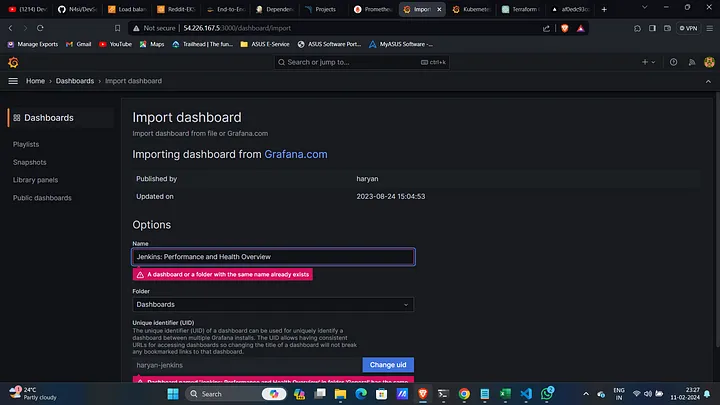 (1214) Dev
N4si/DevSe
Load balan
Reddit-EXS
End-to-En
Depender
Projects
Prometheu
Import
Kubernete
Terraform
a10edc93cc
Not secure 54.226.167.5:3000/dashboard/import
VPN
Manage Exports
Gmail
YouTube
Maps
Trailhead | The fun...
ASUS E-Service
ASUS Software Port...
MyASUS Software -...
Search or jump to...
ctrl+k
Home > Dashboards > Import dashboard
Dashboards
Playlists
Snapshots
Library panels
Public dashboards
Import dashboard
Import dashboard from file or Grafana.com
Importing dashboard from Grafana.com
Published by haryan
Updated on 2023-08-24 15:04:53
Options
Name
Jenkins: Performance and Health Overview
A dashboard or a folder with the same name already exists
Folder
Dashboards
Unique identifier (UID)
The unique identifier (UID) of a dashboard can be used for uniquely identify a
dashboard between multiple Grafana installs. The UID allows having consistent
URLs for accessing dashboards so changing the title of a dashboard will not break
any bookmarked links to that dashboard.
haryan-jenkins
Change uid
Dashboard named 'Jenkins: Performance and Health Overview' in folder 'General' has the same
24°C
Partly cloudy
Search
ENG
IN
23:27
11-02-2024